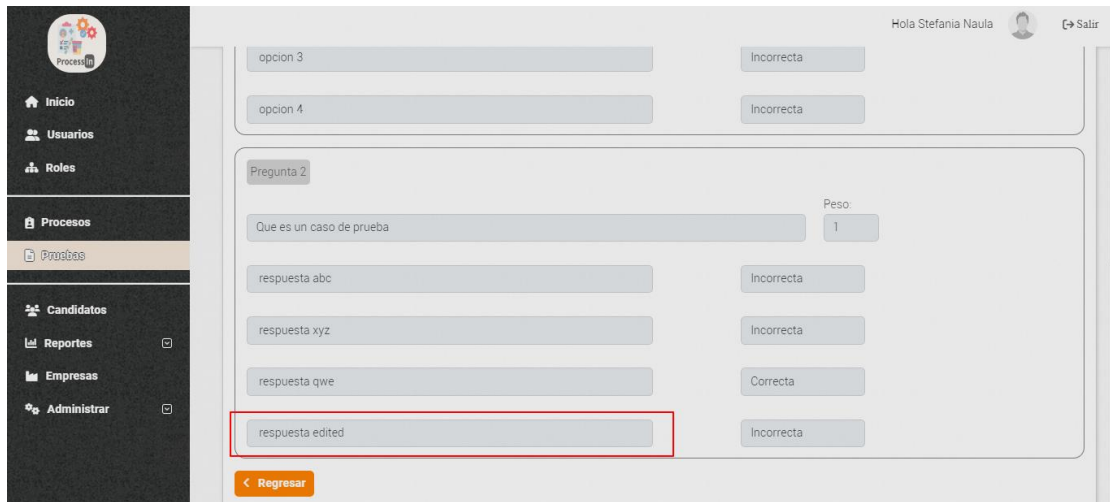 Hola Stefania Naula
Salir
ProcessIn
Inicio
Usuarios
Roles
Procesos
Pruebas
Candidatos
Reportes
Empresas
Administrar
opcion 3
Incorrecta
opcion 4
Incorrecta
Pregunta 2
Peso:
Que es un caso de prueba
1
respuesta abc
Incorrecta
respuesta xyz
Incorrecta
respuesta qwe
Correcta
respuesta edited
Incorrecta
Regresar